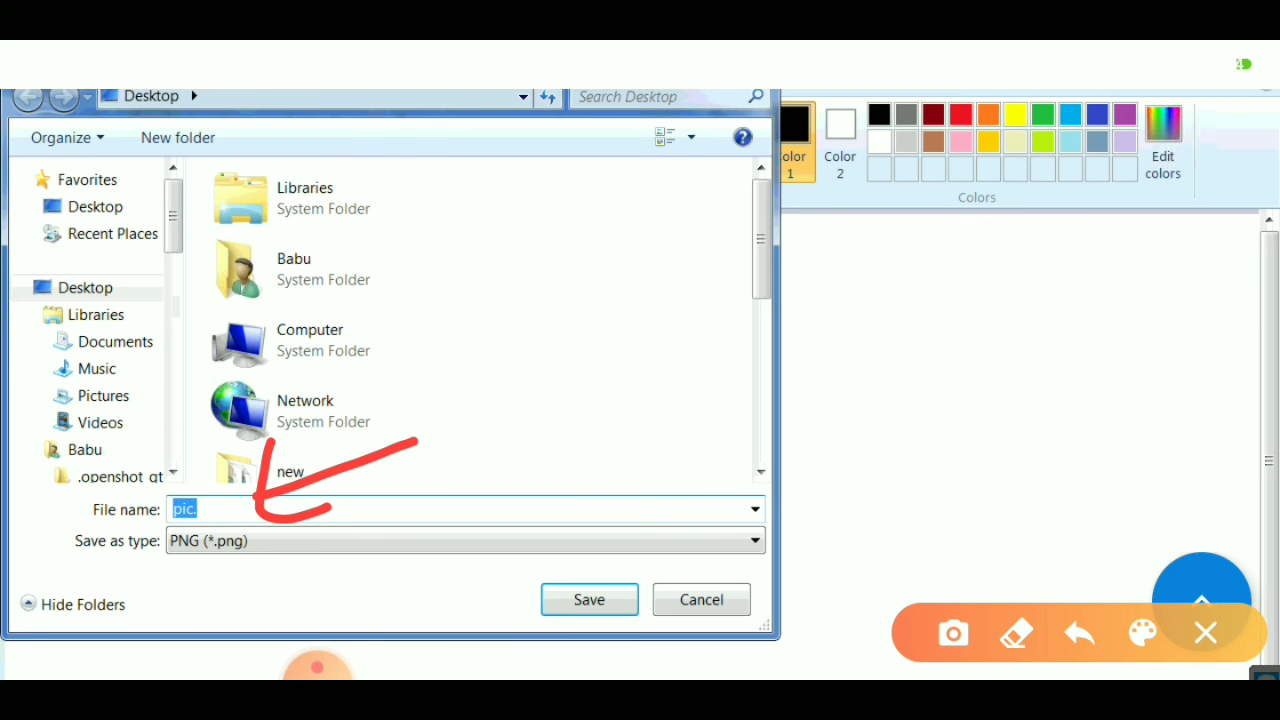 Desktop
Search Desktop
Organize
New folder
Favorites
Desktop
Recent Places
Desktop
Libraries
Documents
Music
Pictures
Videos
Babu
.openshot_qt
Libraries
System Folder
Babu
System Folder
Computer
System Folder
Network
System Folder
new
File name: pic.
Save as type: PNG (*.png)
Hide Folders
Save
Cancel
Color
1
Color
2
Edit
colors
Colors